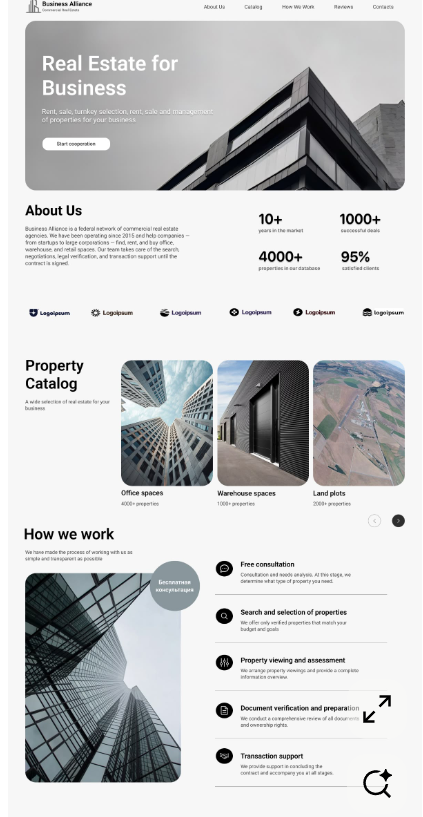 Business Alliance
Commercial Real Estate
About Us
Catalog
How We Work
Reviews
Contacts
Real Estate for
Business
Rent, sale, turnkey selection, rent, sale and management
of properties for your business
Start cooperation
About Us
Business Alliance is a federal network of commercial real estate
agencies. We have been operating since 2015 and help companies —
from startups to large corporations — find, rent, and buy office,
warehouse, and retail spaces. Our team takes care of the search,
negotiations, legal verification, and transaction support until the
contract is signed.
10+
years in the market
1000+
successful deals
4000+
properties in our database
95%
satisfied clients
Logoipsum
Logoipsum
Logoipsum
Logoipsum
Logoipsum
logoipsum
Property
Catalog
A wide selection of real estate for your
business
Office spaces
4000+ properties
Warehouse spaces
1000+ properties
Land plots
2000+ properties
How we work
We have made the process of working with us as
simple and transparent as possible
Бесплатная
консультация
Free consultation
Consultation and needs analysis. At this stage, we
determine what type of property you need.
Search and selection of properties
We offer only verified properties that match your
budget and goals
Property viewing and assessment
We arrange property viewings and provide a complete
information overview.
Document verification and preparation
We conduct a comprehensive review of all documents
and ownership rights.
Transaction support
We provide support in concluding the
contract and accompany you at all stages.